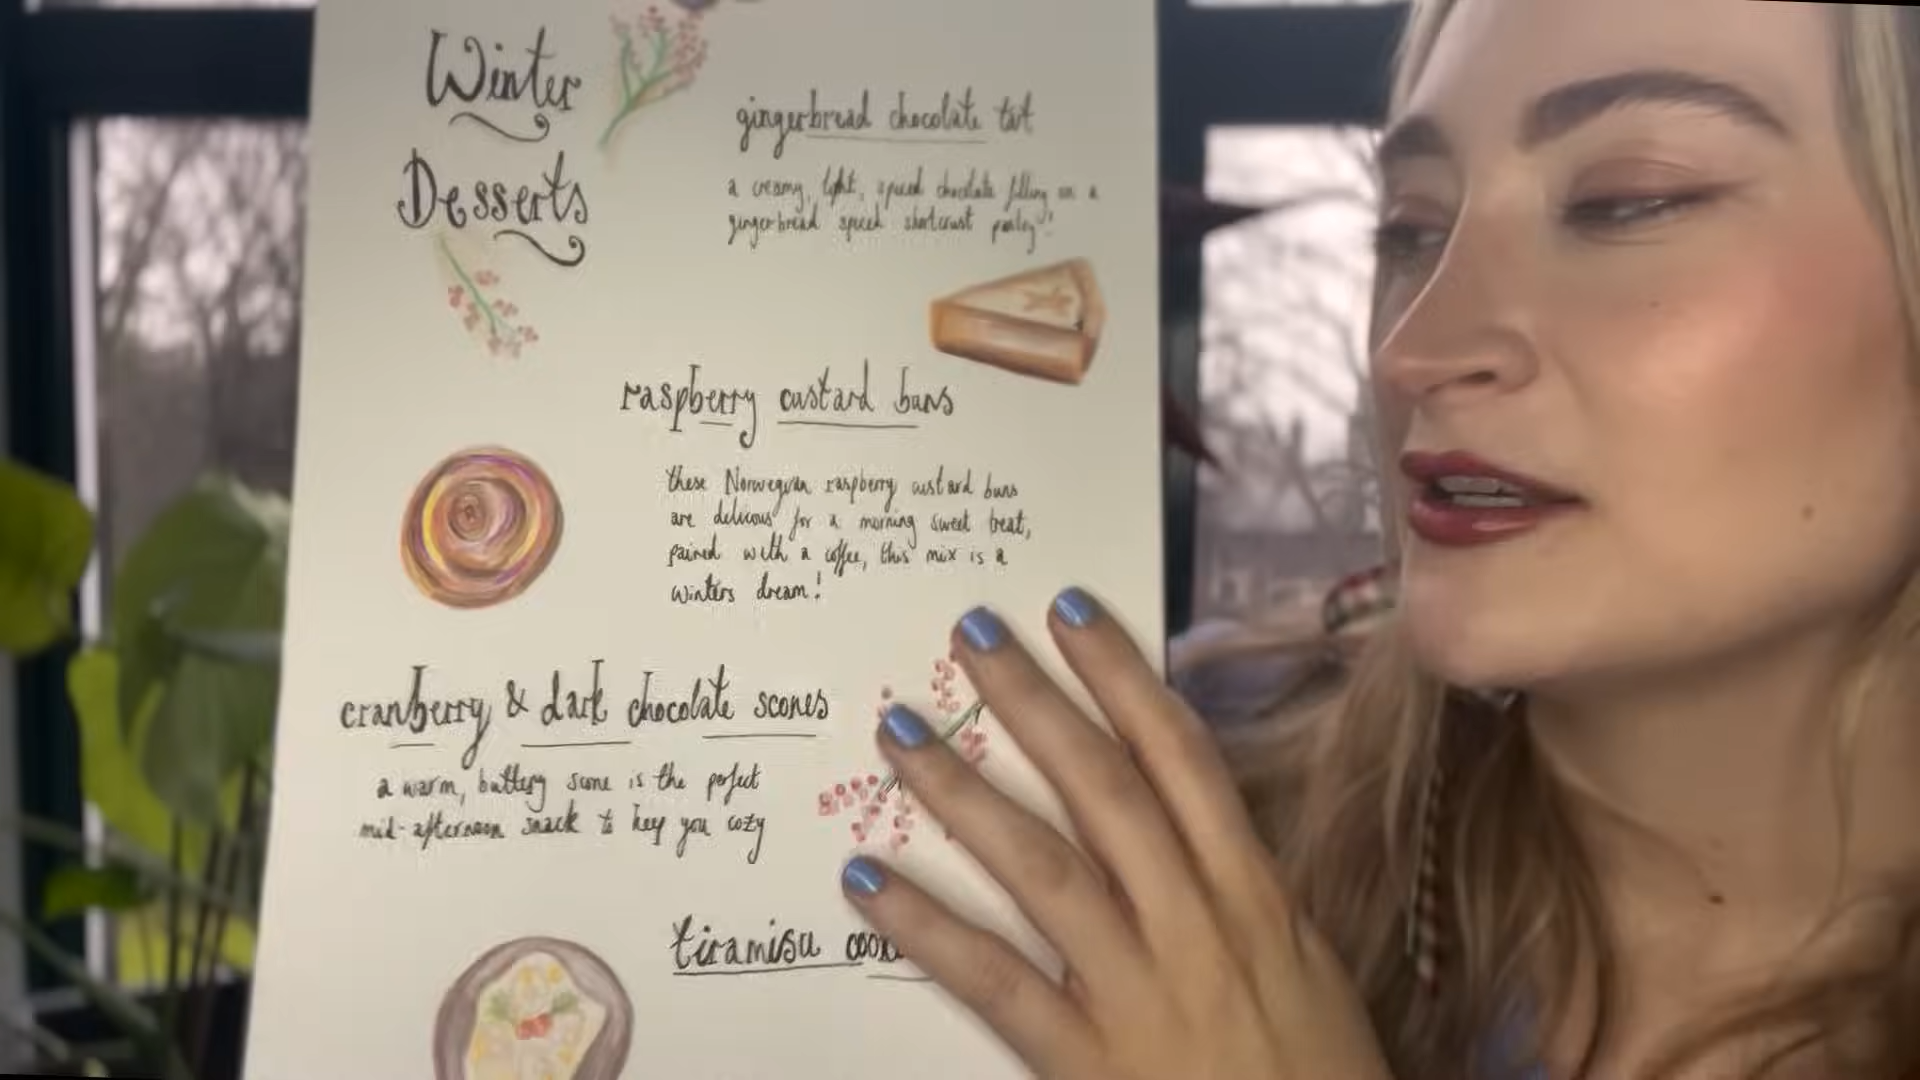 Winter
Desserts
gingerbread chocolate tart
a creamy, light, spiced chocolate filling on a
gingerbread spiced shortcrust pastry!
raspberry custard buns
these Norwegian raspberry custard buns
are delicious for a morning sweet treat,
paired with a coffee, this mix is a
winters dream!
cranberry & dark chocolate scones
a warm, buttery scone is the perfect
mid-afternoon snack to keep you cozy
tiramisu